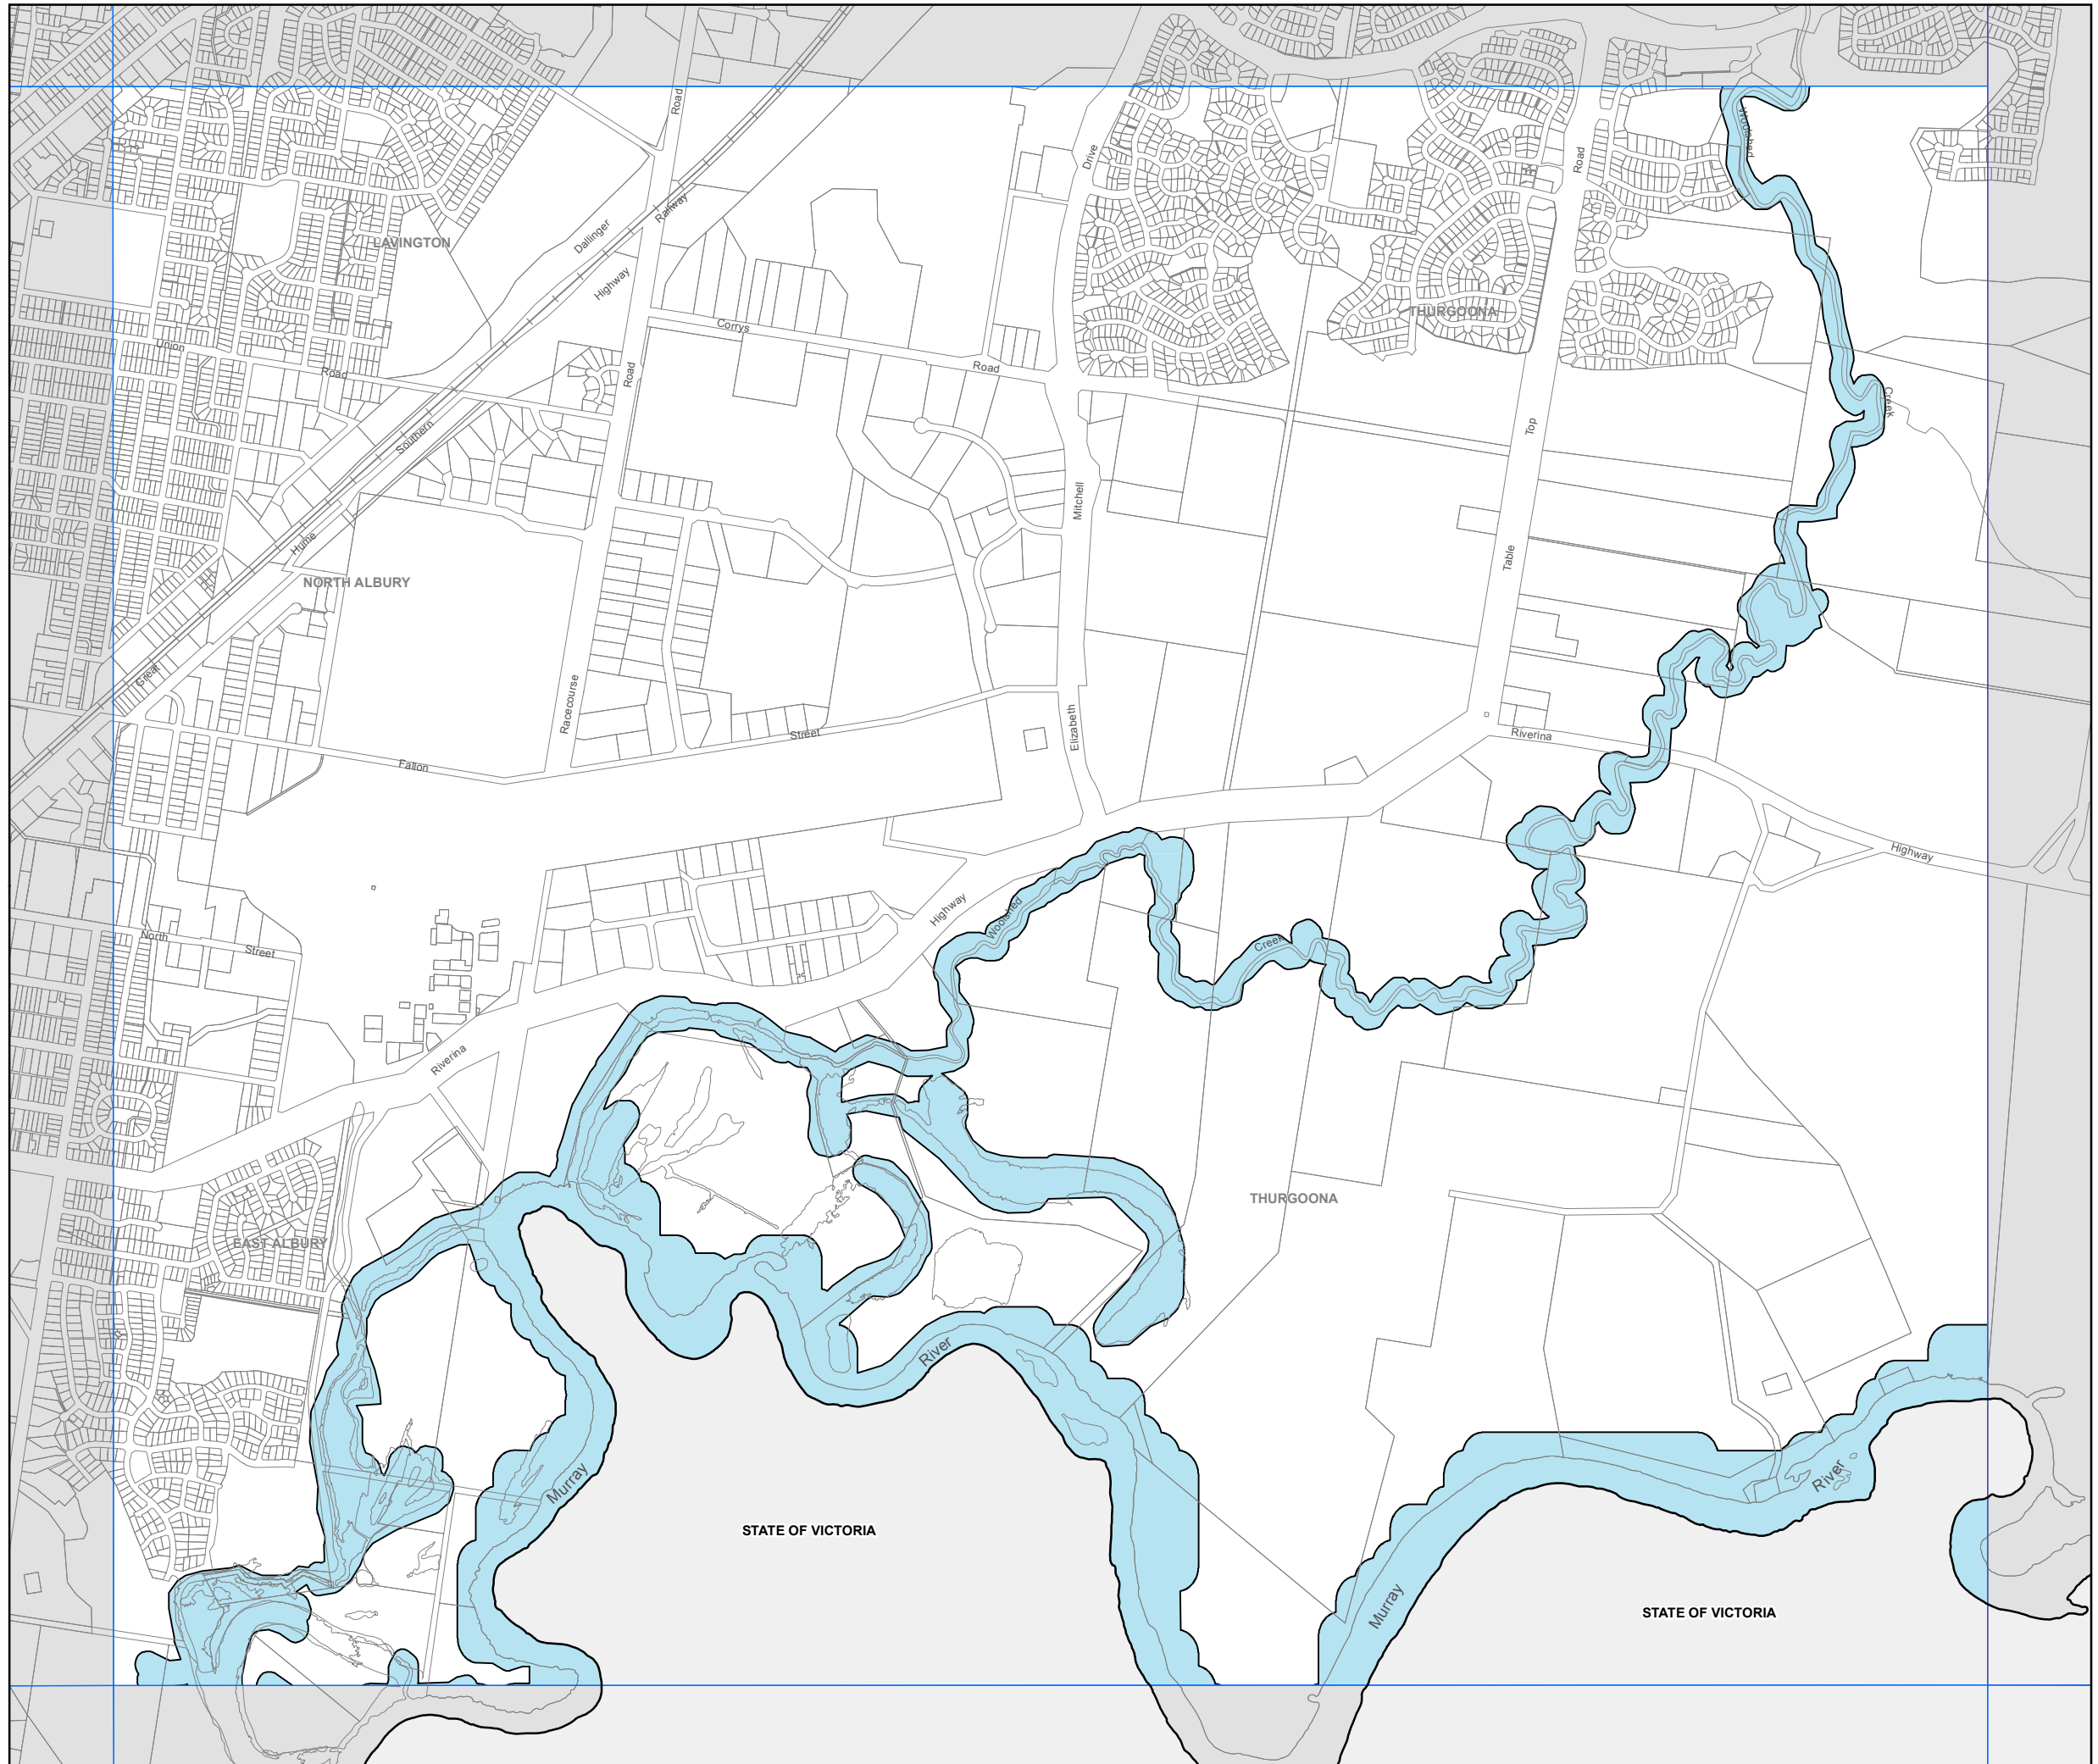 Road
Woolshed
Drive
Road
Railway
Dallinger
LAVINGTON
Highway
THURGOONA
Corrys
Union
Road
Road
Road
Creek
Top
Southern
Mitchell
Hume
Table
NORTH ALBURY
Great
Racecourse
Elizabeth
Street
Riverina
Fallon
Highway
Highway
Woolshed
North
Street
Creek
Riverina
THURGOONA
EAST ALBURY
River
Murray
River
STATE OF VICTORIA
Murray
STATE OF VICTORIA